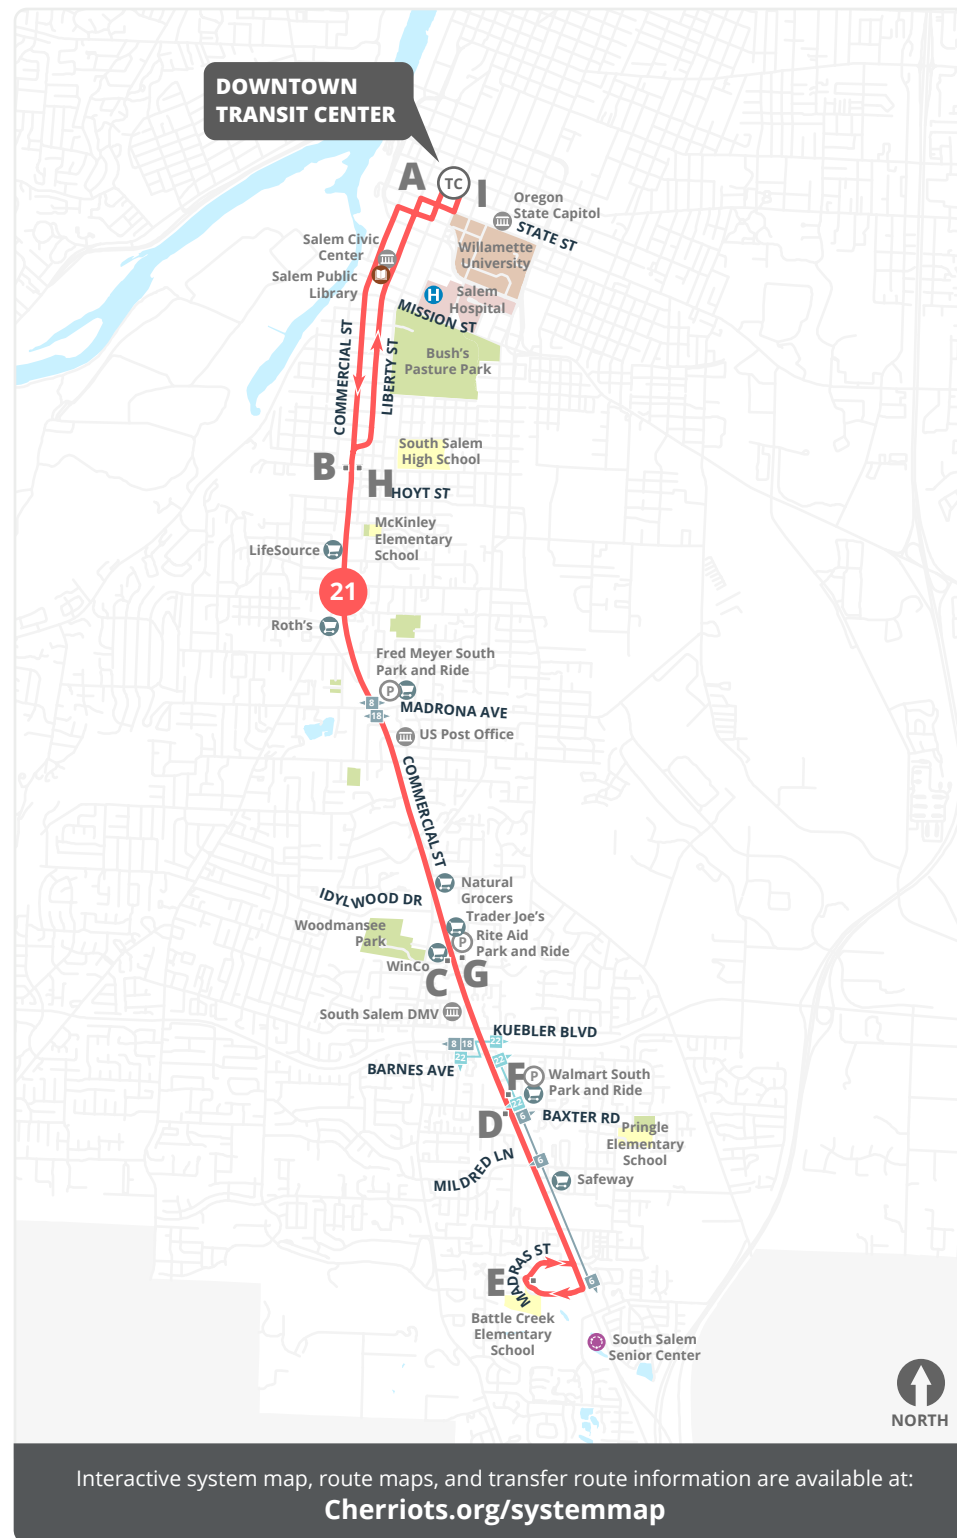 DOWNTOWN
TRANSIT CENTER
A
TC
I
Oregon
State Capitol
STATE ST
Salem Civic
Center
Willamette
University
Salem Public
Library
H
Salem
Hospital
MISSION ST
COMMERCIAL ST
LIBERTY ST
Bush's
Pasture Park
South Salem
High School
B
H
HOYT ST
McKinley
Elementary
School
LifeSource
21
Roth's
Fred Meyer South
Park and Ride
P
8
18
MADRONA AVE
US Post Office
COMMERCIAL ST
Natural
Grocers
IDYLWOOD DR
Trader Joe's
Woodmansee
Park
P
Rite Aid
Park and Ride
WinCo
C
G
South Salem DMV
KUEBLER BLVD
8
18
22
22
22
BARNES AVE
F
P
Walmart South
Park and Ride
22
6
D
BAXTER RD
Pringle
Elementary
School
MILDRED LN
6
Safeway
MADRAS ST
E
6
Battle Creek
Elementary
School
South Salem
Senior Center
NORTH
Interactive system map, route maps, and transfer route information are available at:
Cherriots.org/systemmap